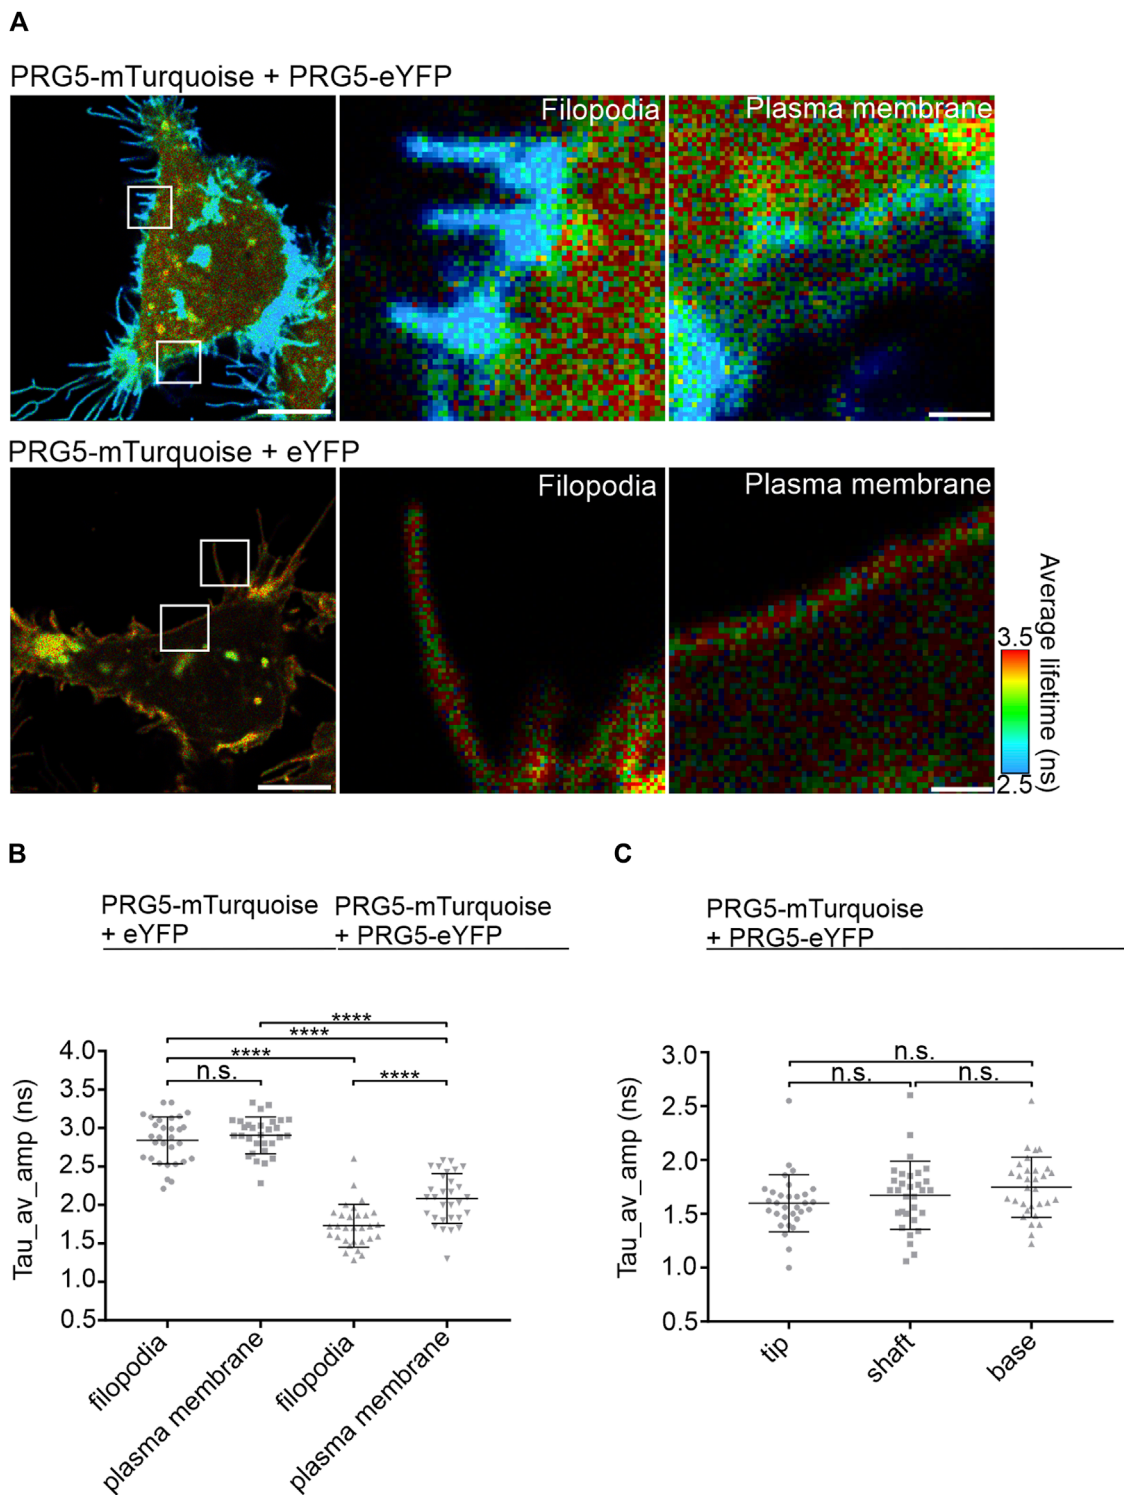 A
PRG5-mTurquoise + PRG5-eYFP
Filopodia
Plasma membrane
PRG5-mTurquoise + eYFP
Filopodia
Plasma membrane
3.5
2.5
Average lifetime (ns)
B
PRG5-mTurquoise
+ eYFP
PRG5-mTurquoise
+ PRG5-eYFP
****
****
****
n.s.
****
4.0
3.5
3.0
2.5
2.0
1.5
1.0
0.5
Tau_av_amp (ns)
filopodia
plasma membrane
filopodia
plasma membrane
C
PRG5-mTurquoise
+ PRG5-eYFP
n.s.
n.s.
n.s.
3.0
2.5
2.0
1.5
1.0
0.5
Tau_av_amp (ns)
tip
shaft
base